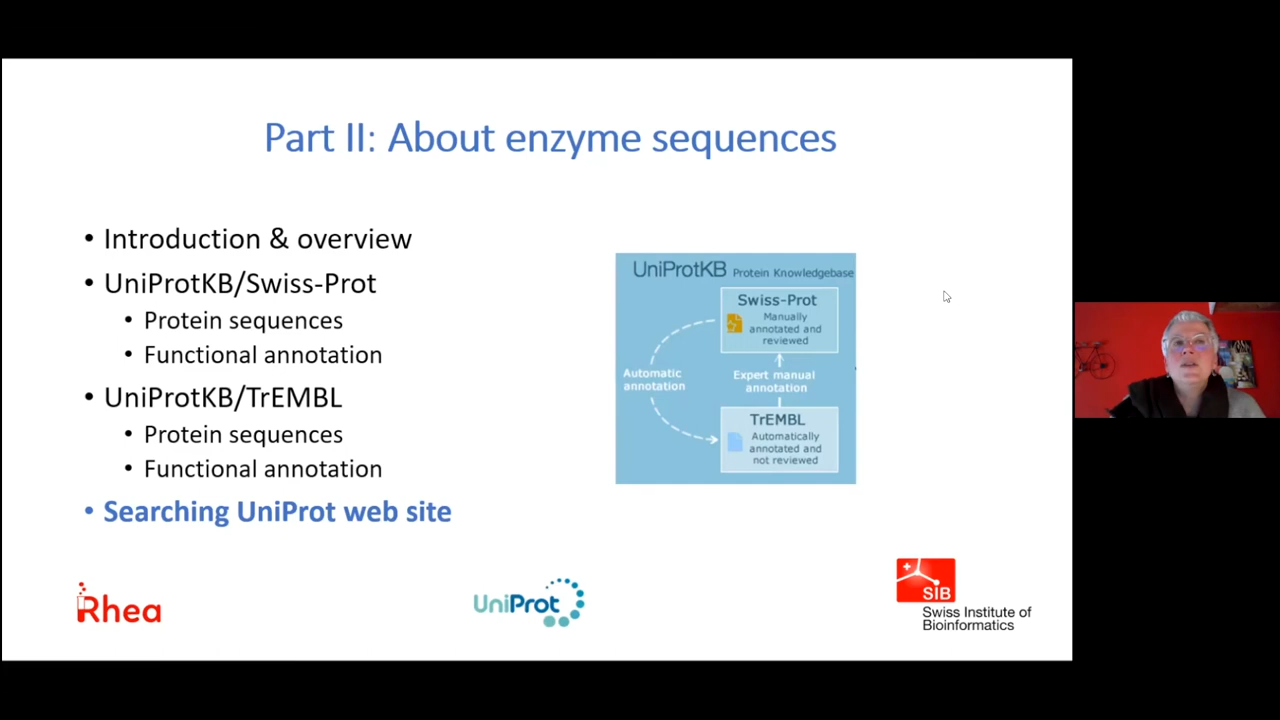 Part II: About enzyme sequences
• Introduction & overview
• UniProtKB/Swiss-Prot
• Protein sequences
• Functional annotation
• UniProtKB/TrEMBL
• Protein sequences
• Functional annotation
• Searching UniProt web site
UniProtKB Protein Knowledgebase
Swiss-Prot
Manually
annotated and
reviewed
Automatic
annotation
Expert manual
annotation
TrEMBL
Automatically
annotated and
not reviewed
Rhea
UniProt
SIB
Swiss Institute of
Bioinformatics